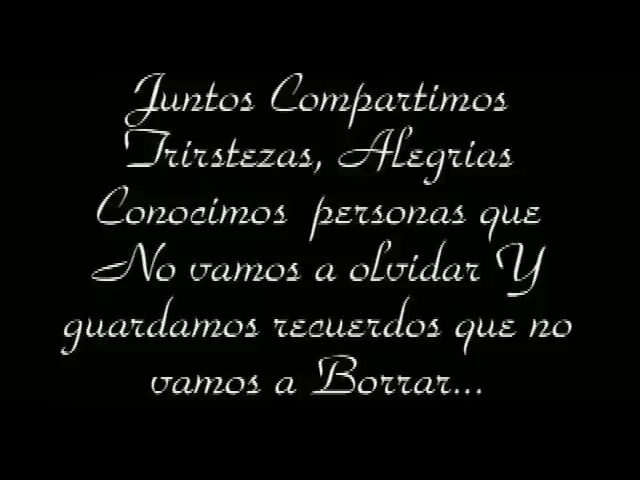 Juntos Compartimos
Trirstezas, Alegrias
Conocimos personas que
No vamos a olvidar Y
guardamos recuerdos que no
vamos a Borrar...